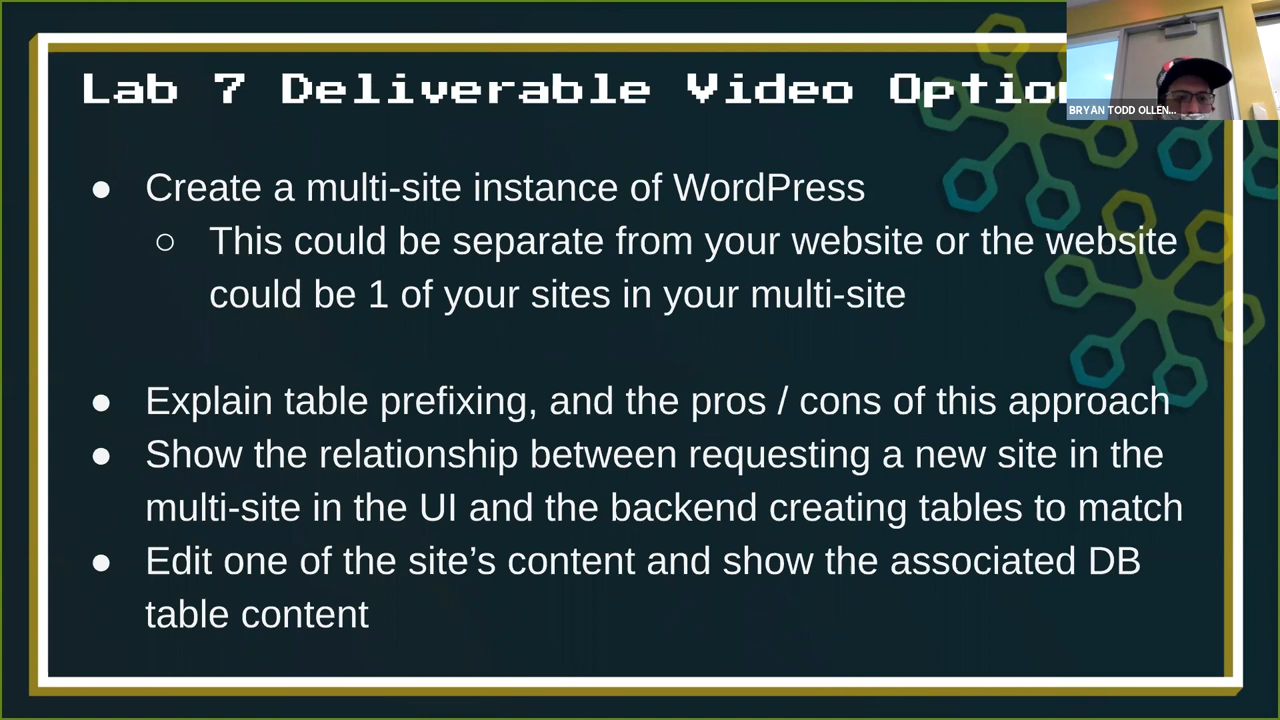 Lab 7 Deliverable Video
BRYAN TODD OLLEN...
● Create a multi-site instance of WordPress
○ This could be separate from your website or the website
could be 1 of your sites in your multi-site
● Explain table prefixing, and the pros / cons of this approach
● Show the relationship between requesting a new site in the
multi-site in the UI and the backend creating tables to match
● Edit one of the site’s content and show the associated DB
table content